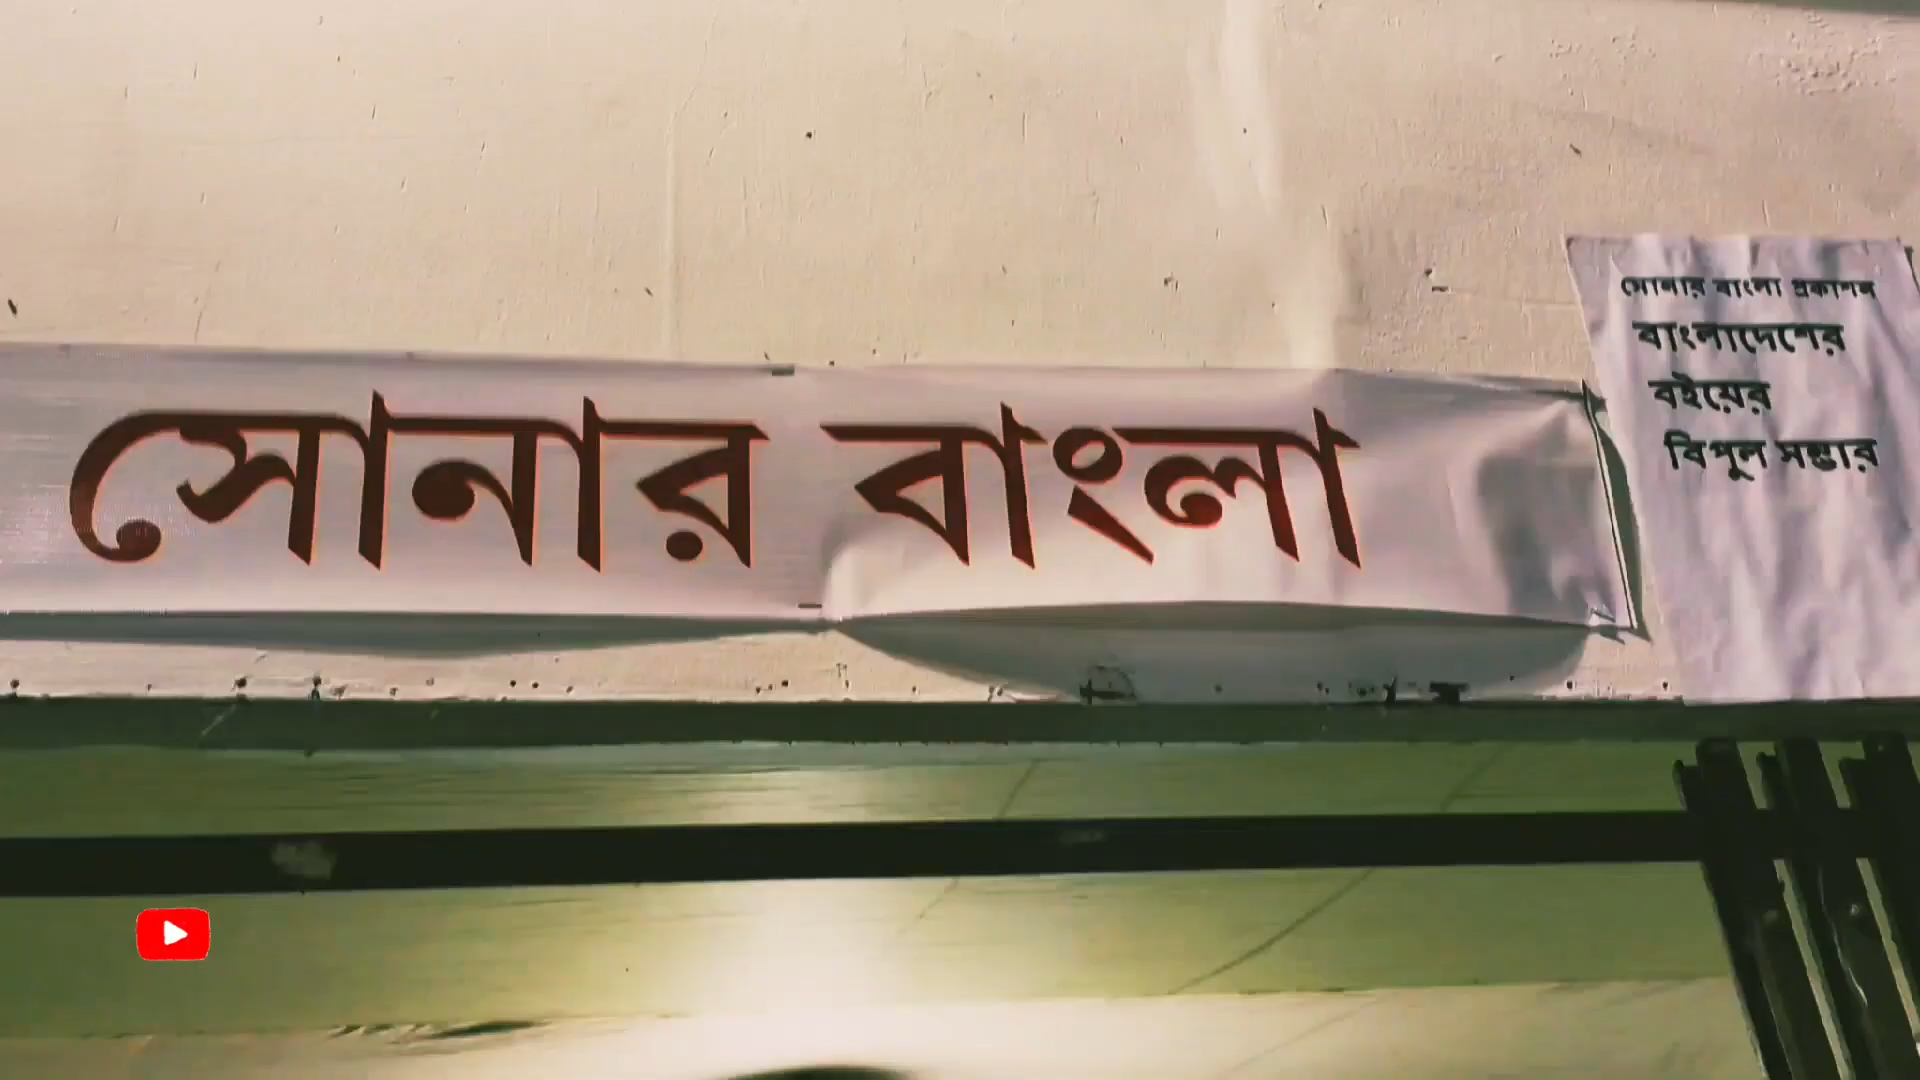 সোনার বাংলা
সোনার বাংলা প্রকাশন
বাংলাদেশের
বইয়ের
বিপুল সম্ভার